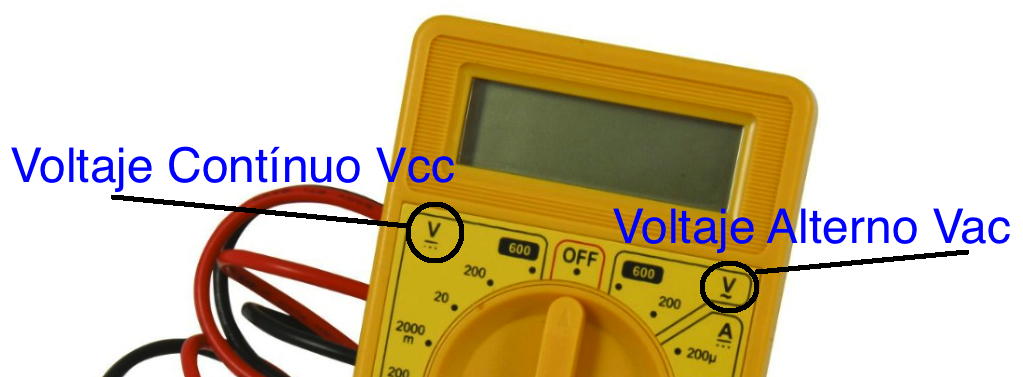 Voltaje Contínuo Vcc
Voltaje Alterno Vac
V
600
OFF
600
V
200
200
20
A
2000
m
200µ
200